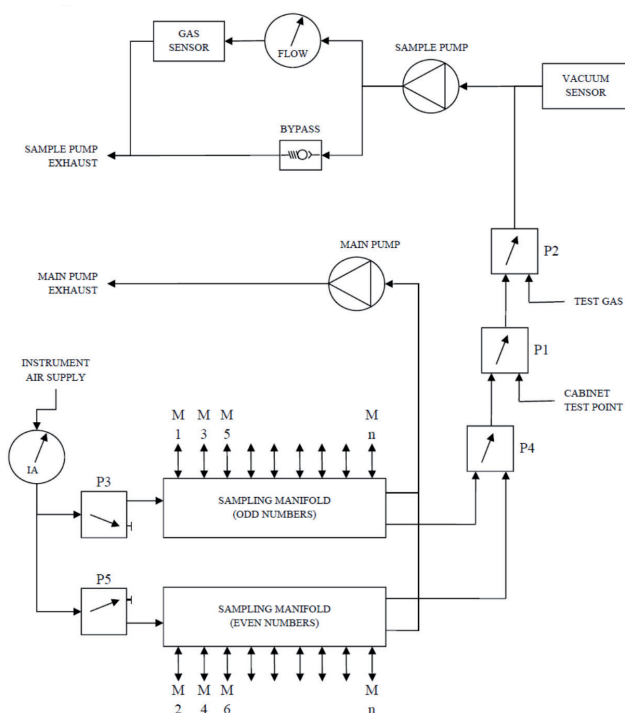 GAS
SENSOR
FLOW
SAMPLE PUMP
VACUUM
SENSOR
BYPASS
SAMPLE PUMP
EXHAUST
MAIN PUMP
P2
MAIN PUMP
EXHAUST
TEST GAS
P1
INSTRUMENT
AIR SUPPLY
CABINET
TEST POINT
M M M M
1 3 5 n
P4
IA
P3
SAMPLING MANIFOLD
(ODD NUMBERS)
P5
SAMPLING MANIFOLD
(EVEN NUMBERS)
M M M M
2 4 6 n